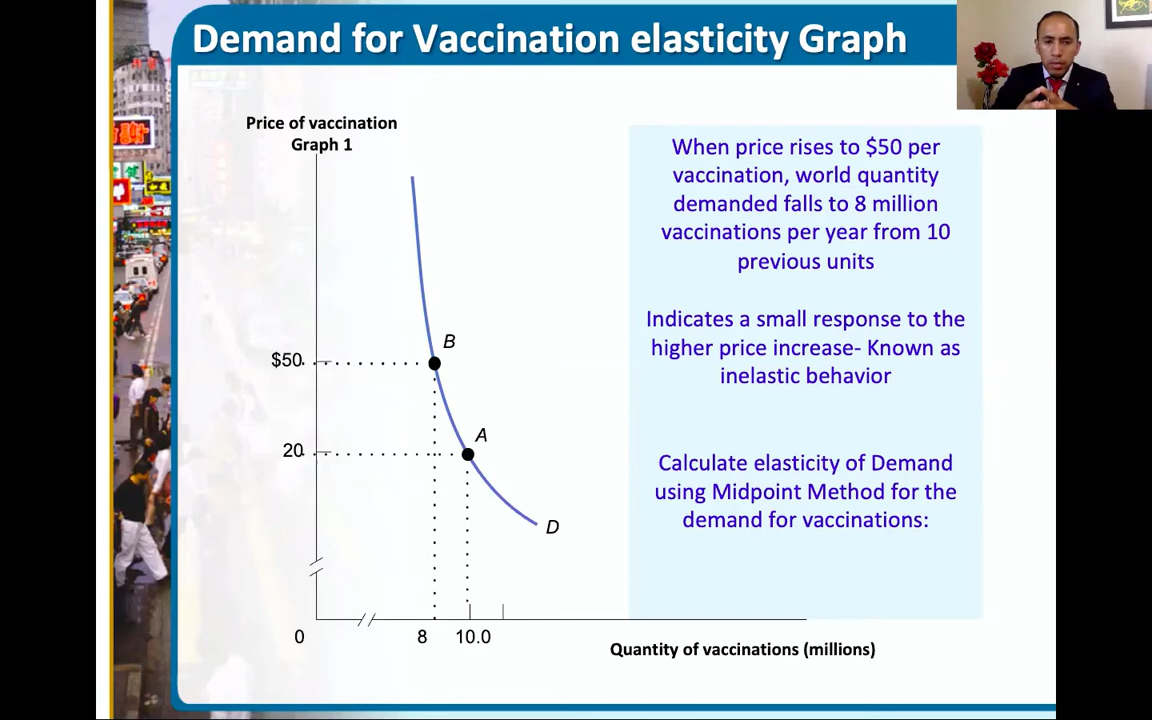 Demand for Vaccination elasticity Graph
Price of vaccination
Graph 1
$50
20
B
A
D
0
8
10.0
Quantity of vaccinations (millions)
When price rises to $50 per
vaccination, world quantity
demanded falls to 8 million
vaccinations per year from 10
previous units
Indicates a small response to the
higher price increase- Known as
inelastic behavior
Calculate elasticity of Demand
using Midpoint Method for the
demand for vaccinations: